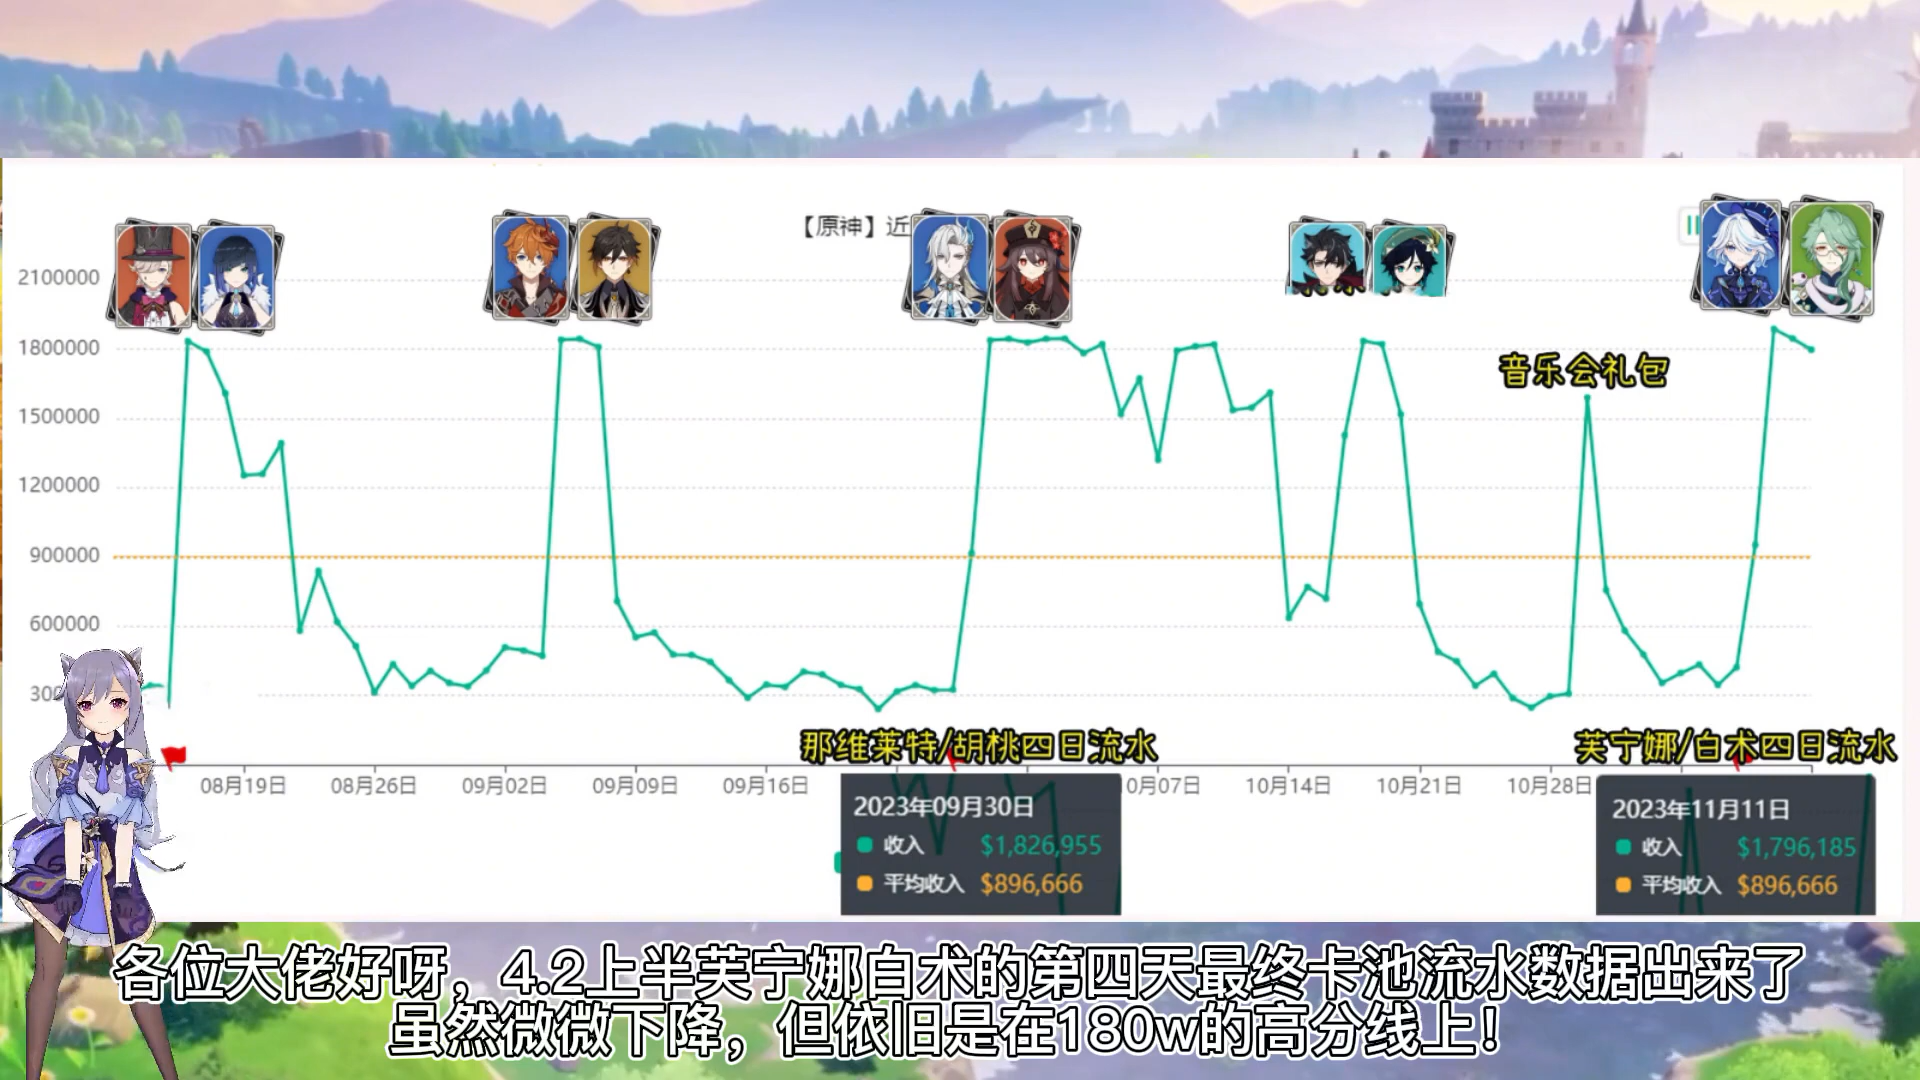 【原神】近
2100000
1800000
音乐会礼包
1500000
1200000
900000
600000
300
那维莱特/胡桃四日流水
芙宁娜/白术四日流水
08月19日 08月26日 09月02日 09月09日 09月16日 0月07日 10月14日 10月21日 10月28日
2023年09月30日
收入 $1,826,955
平均收入 $896,666
2023年11月11日
收入 $1,796,185
平均收入 $896,666
各位大佬好呀，4.2上半芙宁娜白术的第四天最终卡池流水数据出来了
虽然微微下降，但依旧是在180w的高分线上！